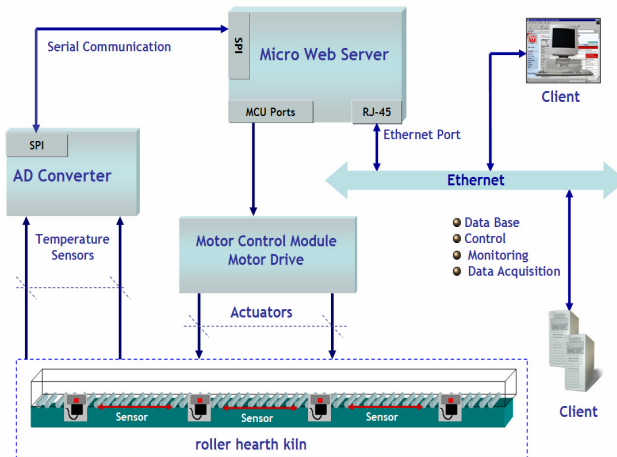 Serial Communication
SPI
Micro Web Server
MCU Ports
RJ-45
Ethernet Port
Client
SPI
AD Converter
Ethernet
Temperature
Sensors
Motor Control Module
Motor Drive
Data Base
Control
Monitoring
Data Acquisition
Actuators
Sensor
Sensor
Sensor
Client
roller hearth kiln